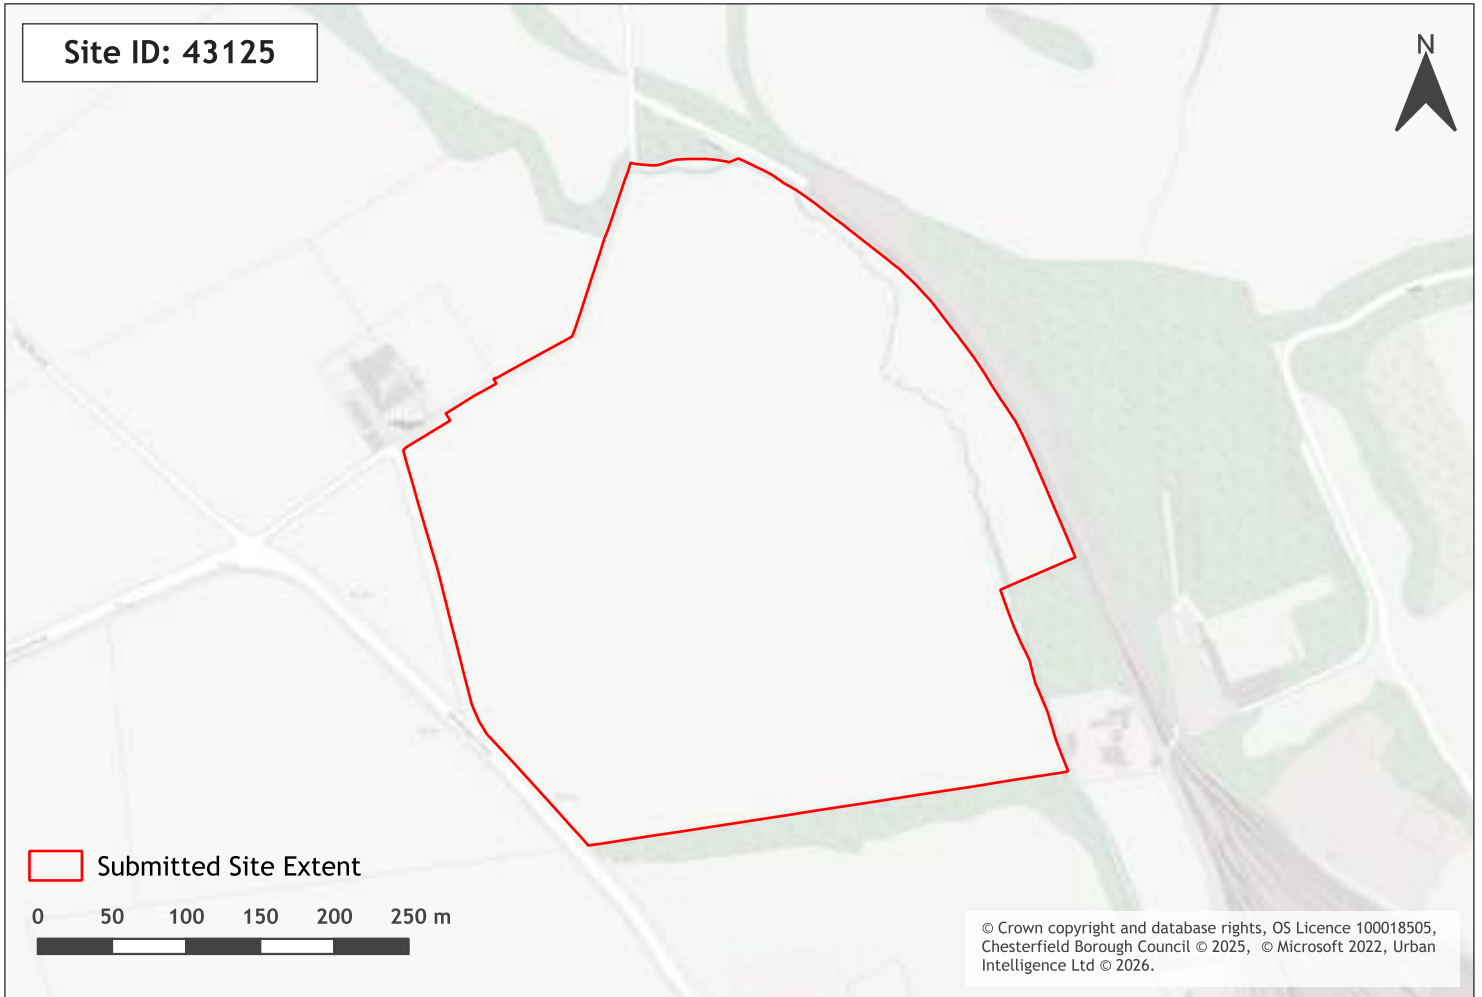 Site ID: 43125
N
Submitted Site Extent
0 50 100 150 200 250 m
© Crown copyright and database rights, OS Licence 100018505,
Chesterfield Borough Council © 2025, © Microsoft 2022, Urban
Intelligence Ltd © 2026.